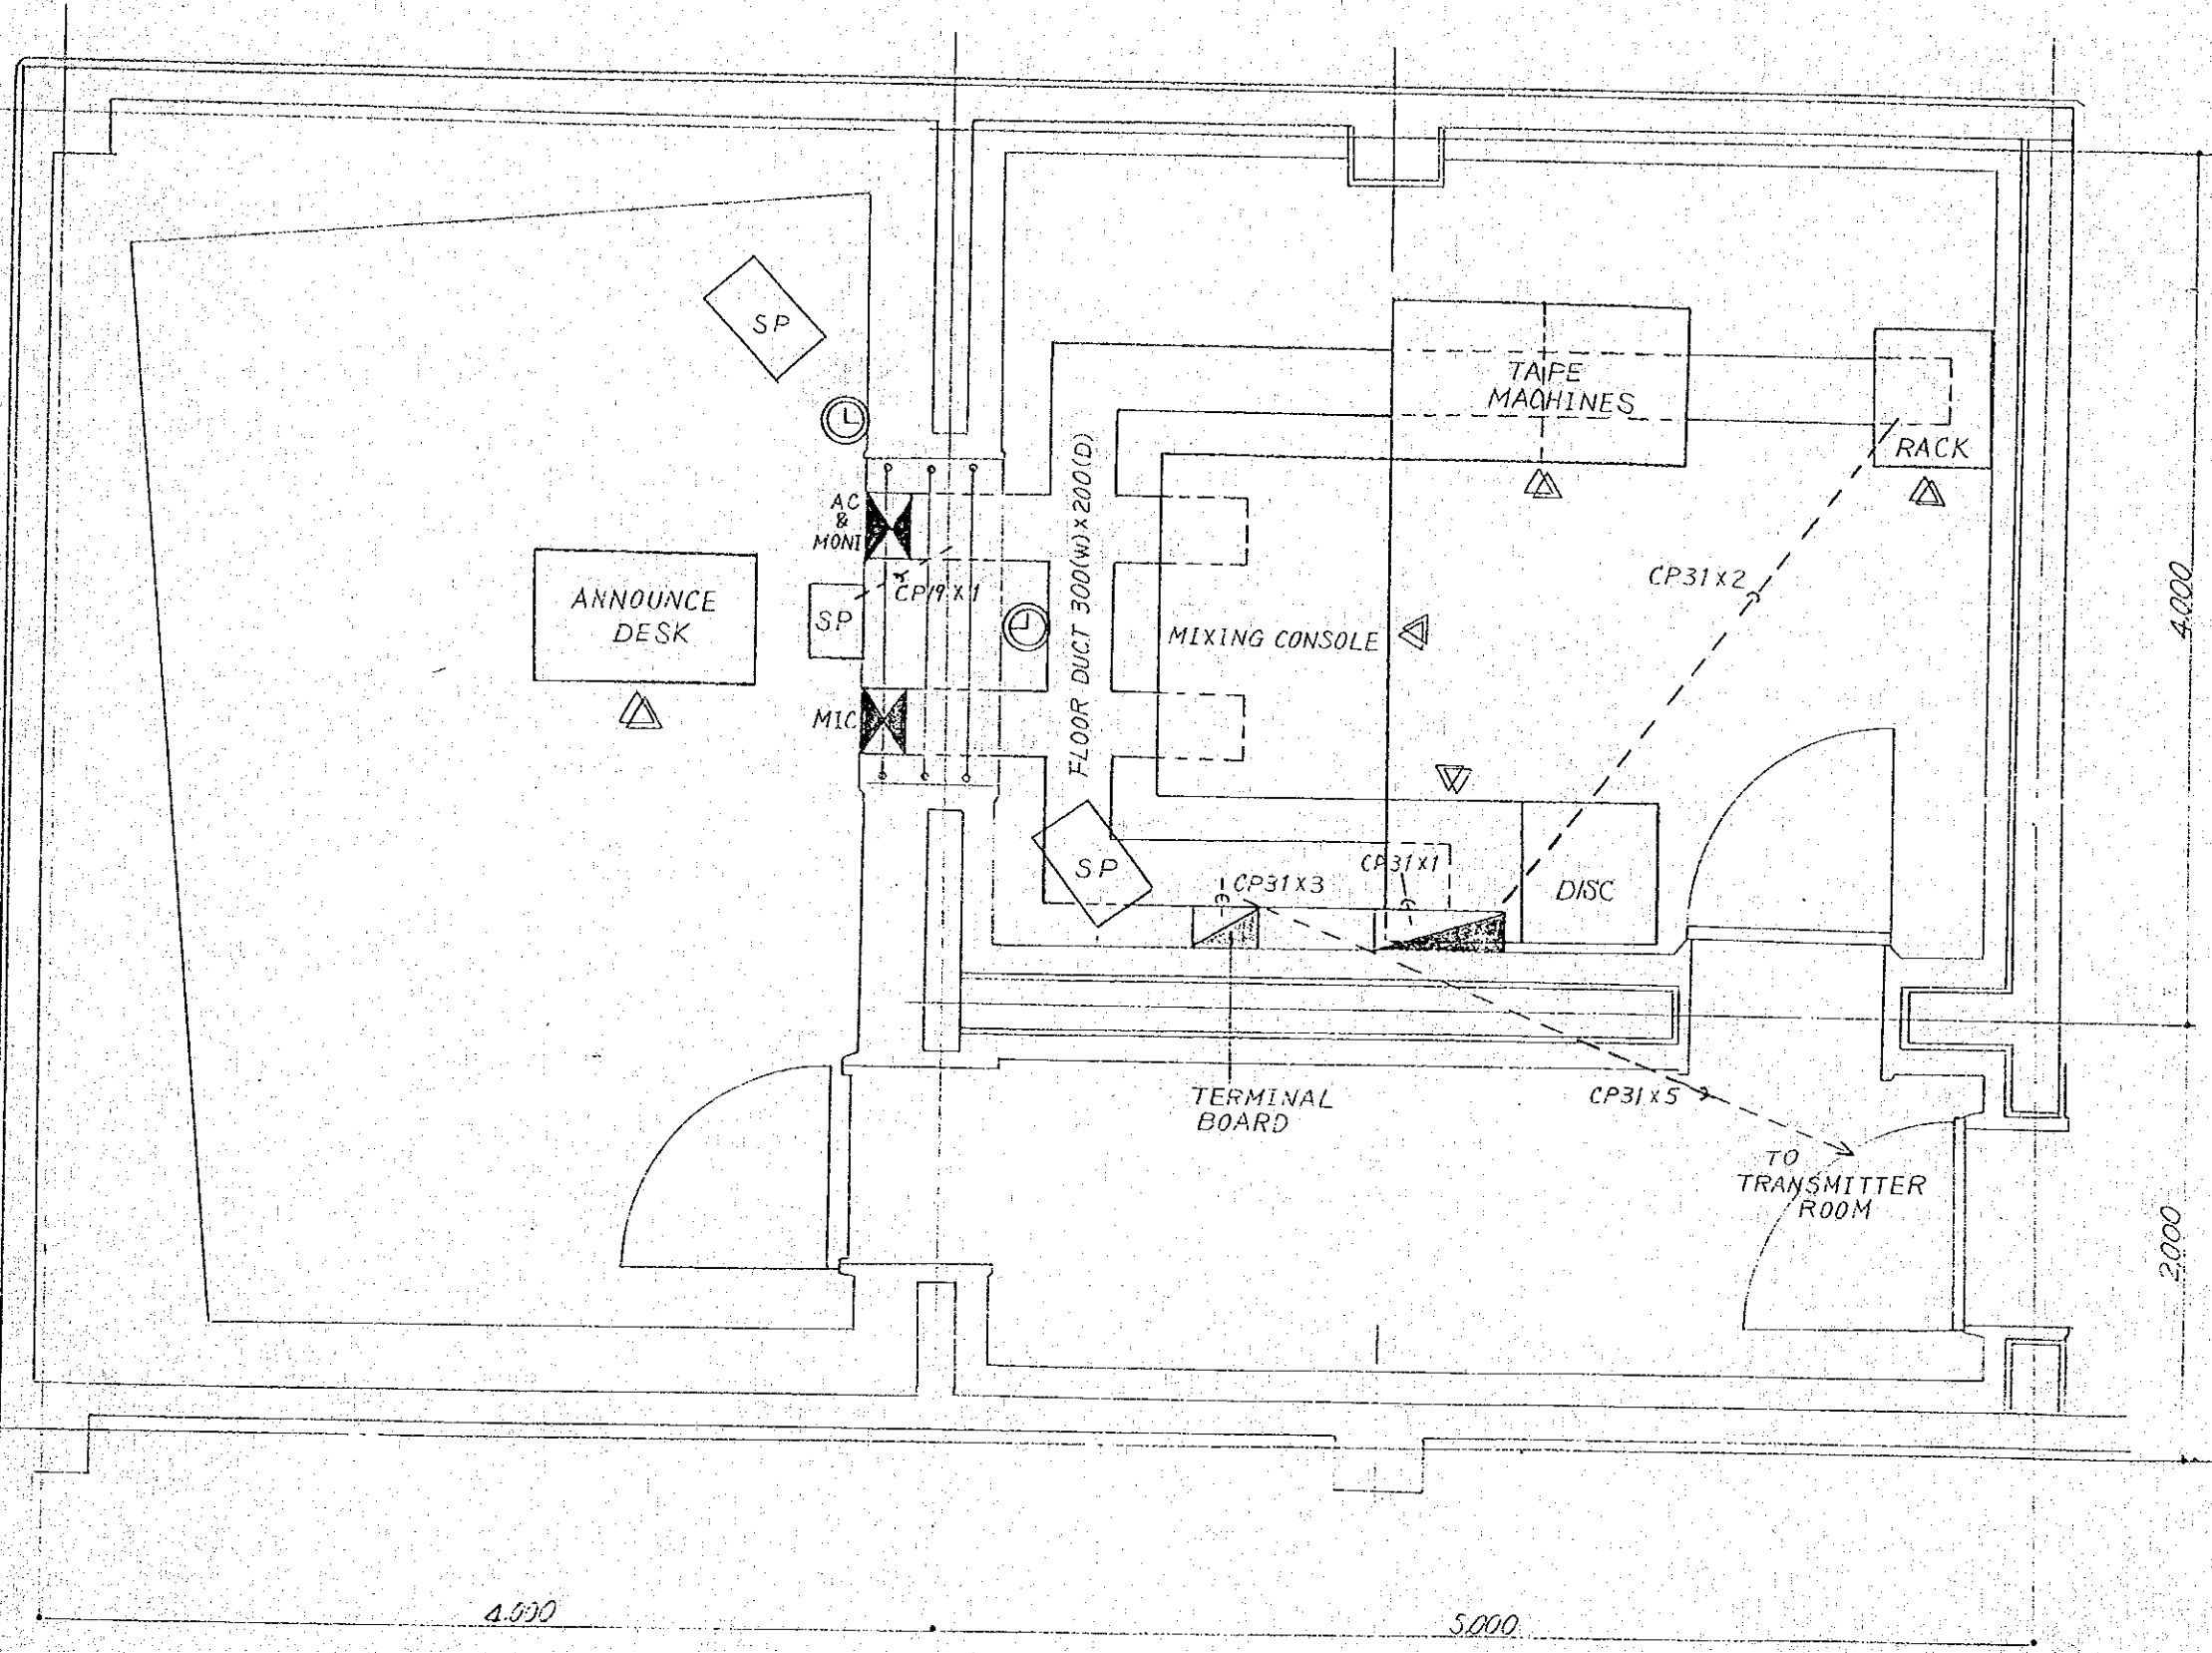 SP
TAPE
MACHINES
RACK
AC
&
MONI
CP19X1
ANNOUNCE
DESK
SP
MIC
FLOOR DUCT 300(W)×200(D)
MIXING CONSOLE
CP31X2
4.000
SP
CP31X3
CP31X1
DISC
TERMINAL
BOARD
CP31X5
TO
TRANSMITTER
ROOM
2.000
4.000
5.000